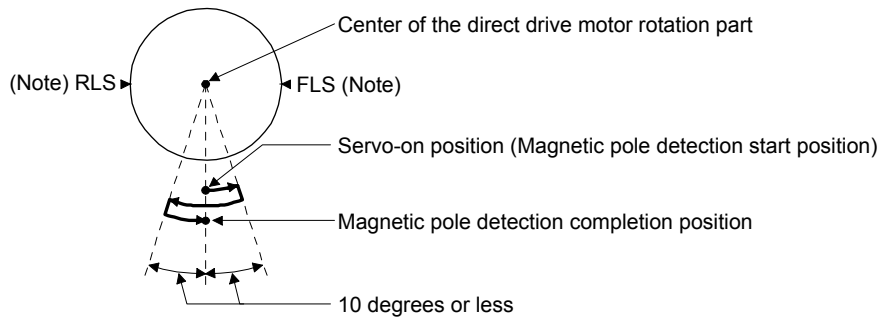 Center of the direct drive motor rotation part
(Note) RLS
FLS (Note)
Servo-on position (Magnetic pole detection start position)
Magnetic pole detection completion position
10 degrees or less